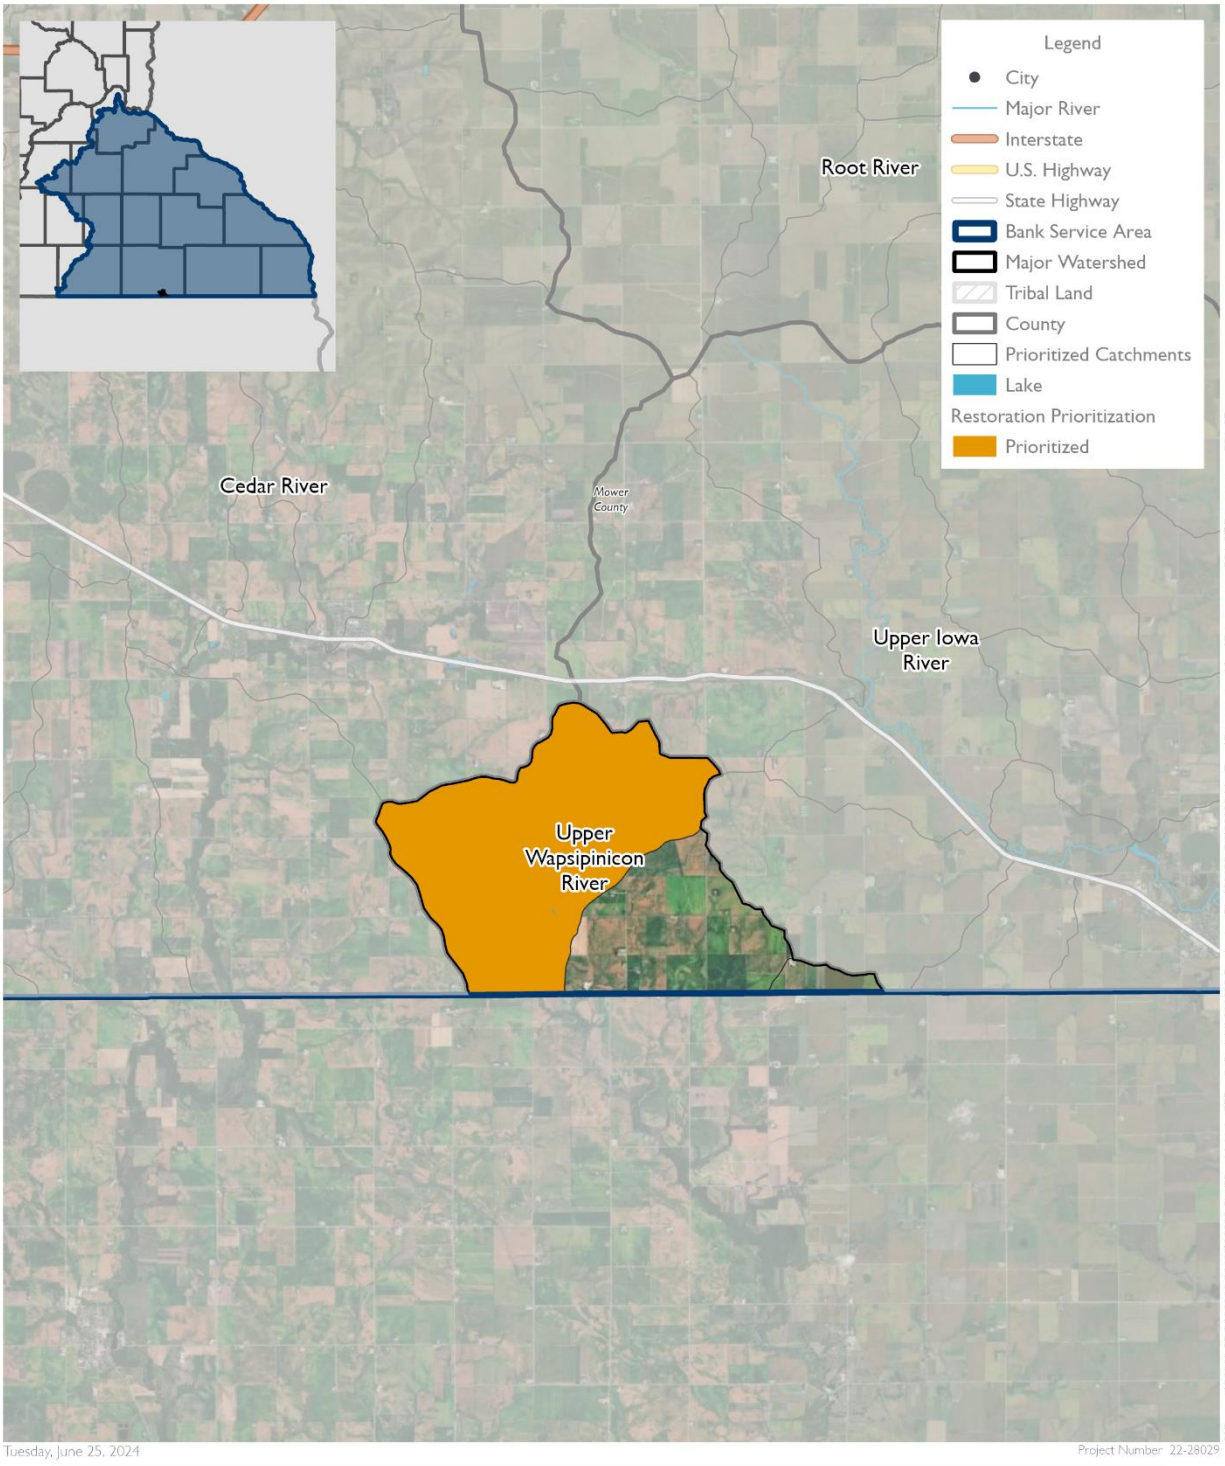 Legend
City
Major River
Interstate
U.S. Highway
State Highway
Bank Service Area
Major Watershed
Tribal Land
County
Prioritized Catchments
Lake
Restoration Prioritization
Prioritized
Root River
Cedar River
Mower
County
Upper Iowa
River
Upper
Wapsipinicon
River
Tuesday, June 25, 2024
Project Number 22-28029